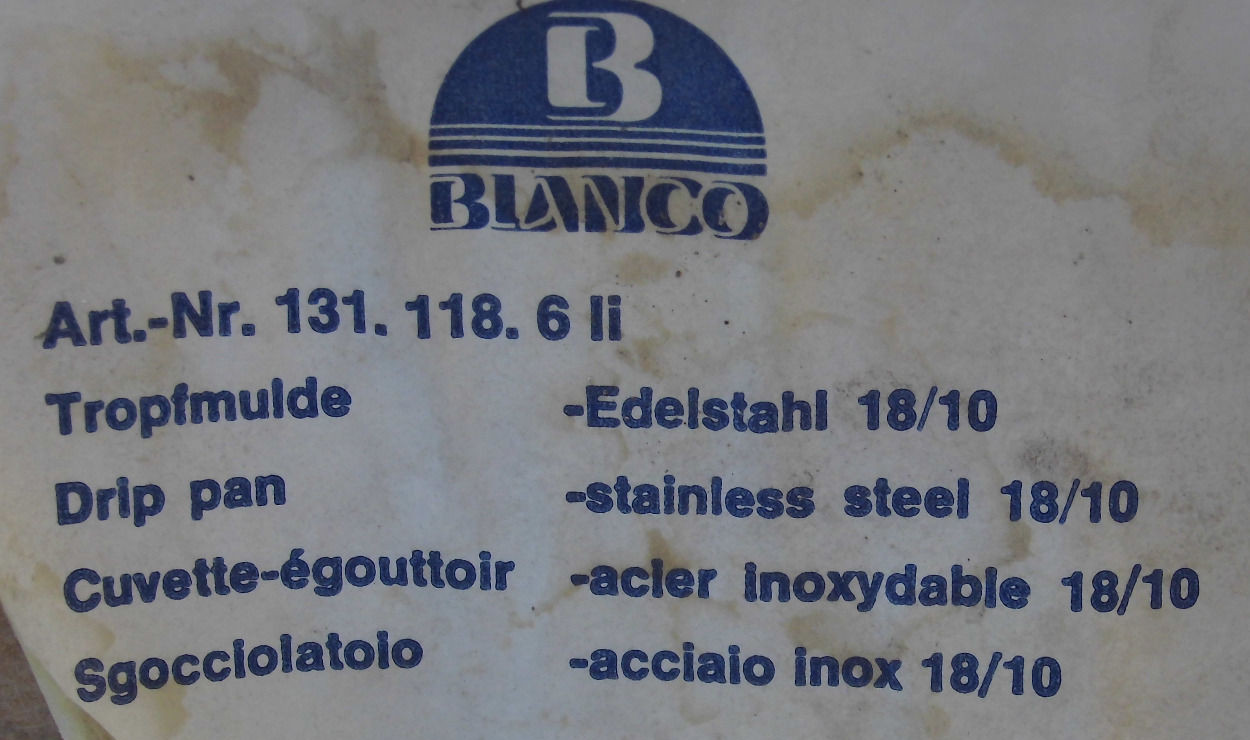 B
BLANCO
Art.-Nr. 131. 118. 6 li
Tropfmulde -Edelstahl 18/10
Drip pan -stainless steel 18/10
Cuvette-égouttoir -acier inoxydable 18/10
Sgocciolatoio -acciaio inox 18/10